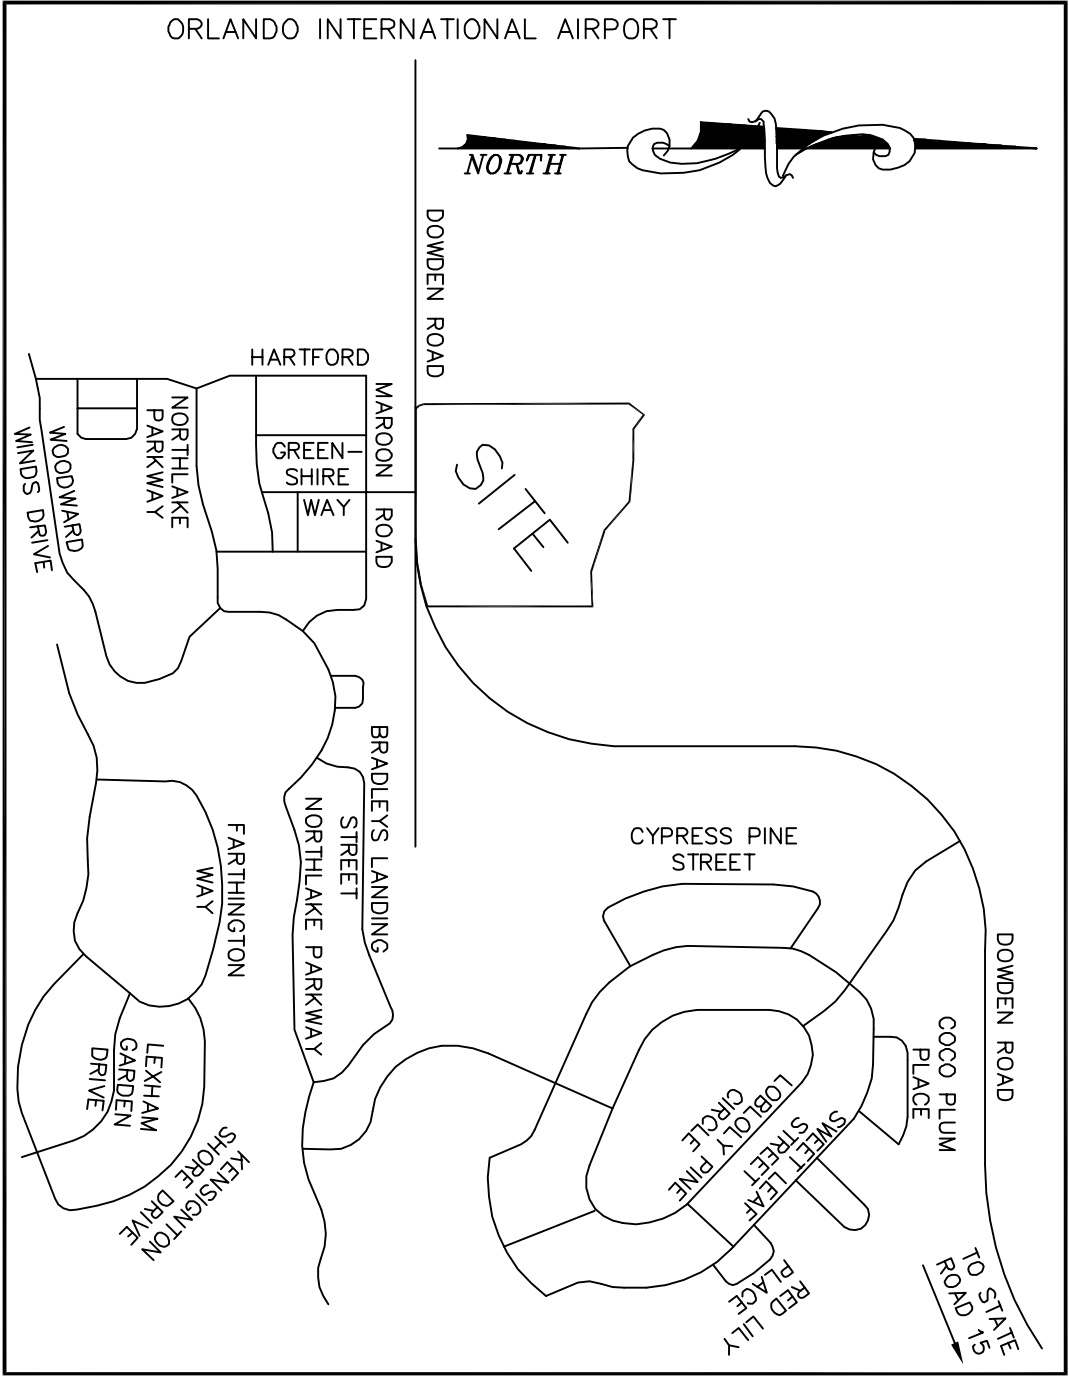 ORLANDO INTERNATIONAL AIRPORT
NORTH
DOWDEN ROAD
HARTFORD
MAROON ROAD
NORTHLAKE
PARKWAY
GREEN-
SHIRE
WAY
SITE
WOODWARD
WINDS DRIVE
BRADLEYS LANDING
STREET
NORTHLAKE PARKWAY
FARTHINGTON
WAY
CYPRESS PINE
STREET
DOWDEN ROAD
COCO PLUM
PLACE
LOBLOLY PINE
CIRCLE
SWEET LEAF
STREET
LEXHAM
GARDEN
DRIVE
KENSIGNTON
SHORE DRIVE
RED LILY
PLACE
TO STATE
ROAD 15